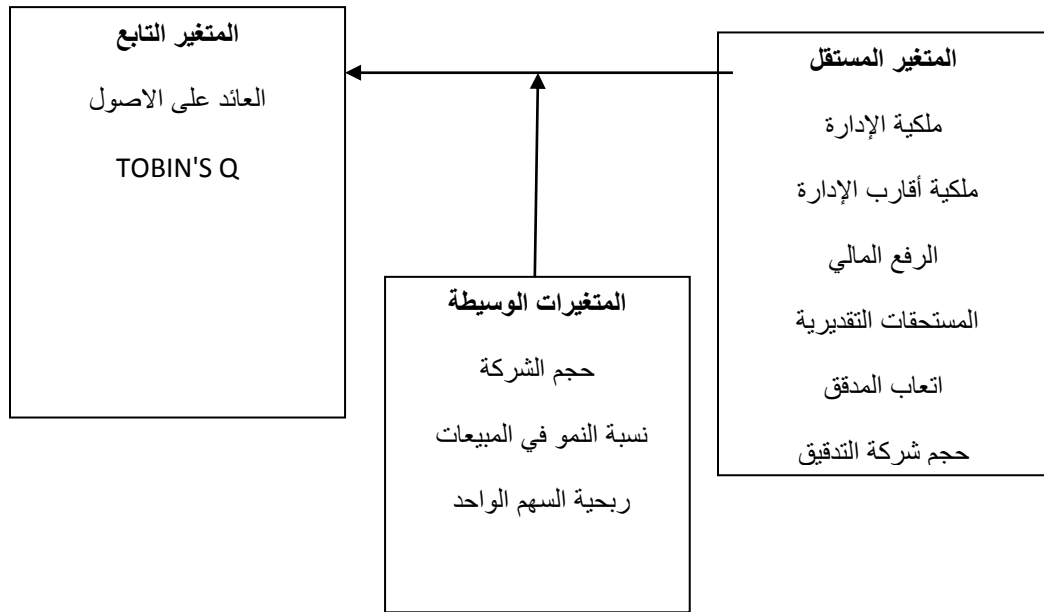 المتغير المستقل
ملكية الإدارة
ملكية أقارب الإدارة
الرفع المالي
المستحقات التقديرية
اتعاب المدقق
حجم شركة التدقيق
المتغير التابع
العائد على الاصول
TOBIN'S Q
المتغيرات الوسيطة
حجم الشركة
نسبة النمو في المبيعات
ربحية السهم الواحد